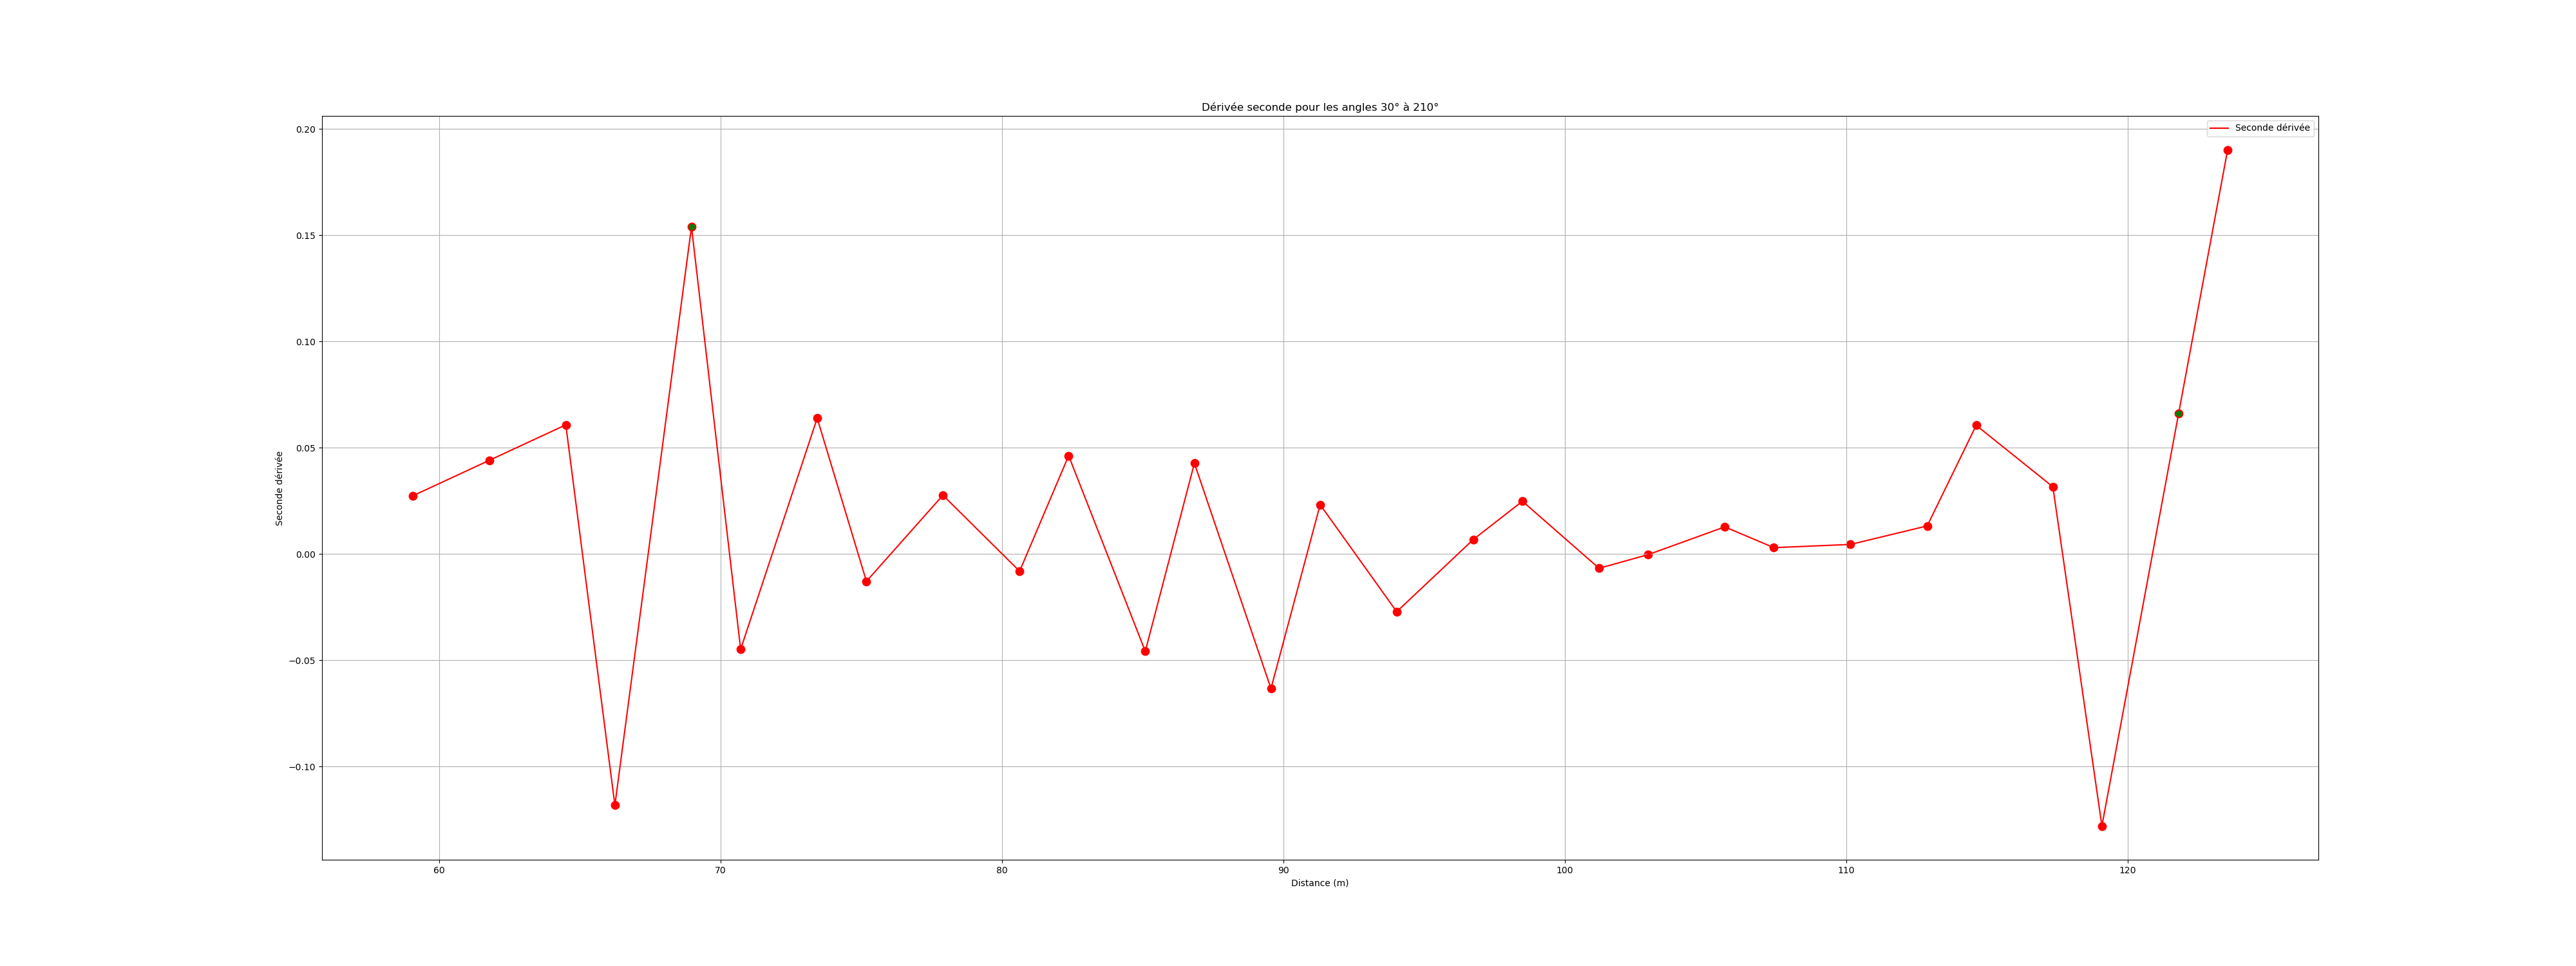 Dérivée seconde pour les angles 30° à 210°
Seconde dérivée
0.20
0.15
0.10
0.05
0.00
−0.05
−0.10
Seconde dérivée
60 70 80 90 100 110 120
Distance (m)